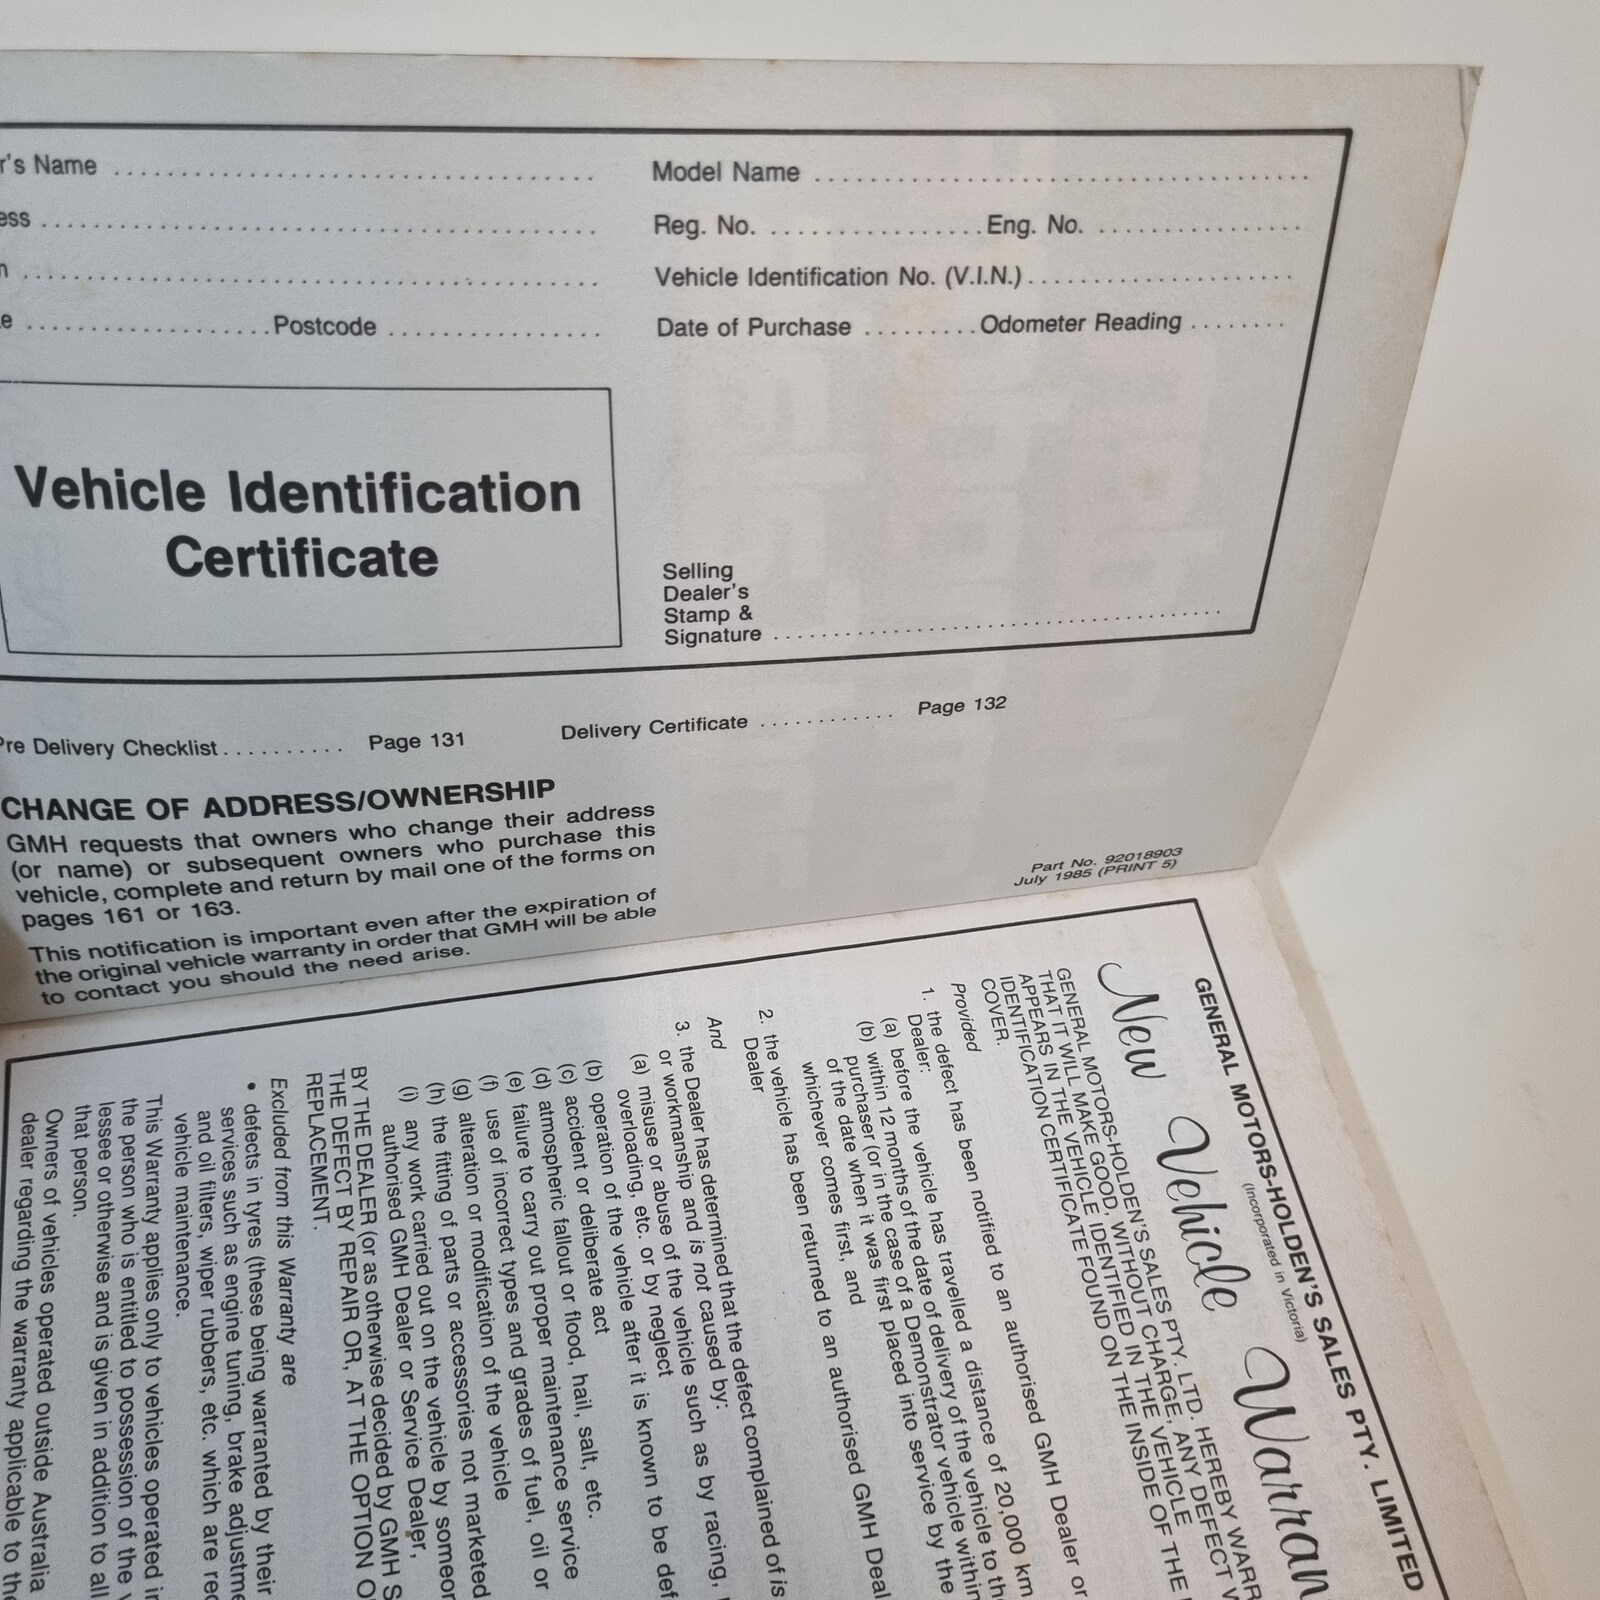 r's Name
Model Name
ess
Reg. No.
Eng. No.
n
Vehicle Identification No. (V.I.N.)
e
Postcode
Date of Purchase
Odometer Reading
Vehicle Identification
Certificate
Selling
Dealer's
Stamp &
Signature
Pre Delivery Checklist
Page 131
Delivery Certificate
Page 132
CHANGE OF ADDRESS/OWNERSHIP
GMH requests that owners who change their address
(or name) or subsequent owners who purchase this
vehicle, complete and return by mail one of the forms on
pages 161 or 163.
This notification is important even after the expiration of
the original vehicle warranty in order that GMH will be able
to contact you should the need arise.
Part No. 92018903
July 1985 (PRINT 5)
GENERAL MOTORS-HOLDEN'S SALES PTY. LIMITED
(Incorporated in Victoria)
New Vehicle Warran
GENERAL MOTORS-HOLDEN'S SALES PTY. LTD. HEREBY WARR
THAT IT WILL MAKE GOOD, WITHOUT CHARGE, ANY DEFECT W
APPEARS IN THE VEHICLE IDENTIFIED IN THE VEHICLE
IDENTIFICATION CERTIFICATE FOUND ON THE INSIDE OF THE
COVER.
Provided
1. the defect has been notified to an authorised GMH Dealer or
Dealer:
(a) before the vehicle has travelled a distance of 20,000 km
(b) within 12 months of the date of delivery of the vehicle to the
purchaser (or in the case of a Demonstrator vehicle within
of the date when it was first placed into service by the
whichever comes first, and
2. the vehicle has been returned to an authorised GMH Deal
Dealer
And
3. the Dealer has determined that the defect complained of is
or workmanship and is not caused by:
(a) misuse or abuse of the vehicle such as by racing,
overloading, etc. or by neglect
(b) operation of the vehicle after it is known to be def
(c) accident or deliberate act
(d) atmospheric fallout or flood, hail, salt, etc.
(e) failure to carry out proper maintenance service
(f) use of incorrect types and grades of fuel, oil or
(g) alteration or modification of the vehicle
(h) the fitting of parts or accessories not marketed
(i) any work carried out on the vehicle by someon
authorised GMH Dealer or Service Dealer,
BY THE DEALER (or as otherwise decided by GMH S
THE DEFECT BY REPAIR OR, AT THE OPTION O
REPLACEMENT.
Excluded from this Warranty are
• defects in tyres (these being warranted by their
services such as engine tuning, brake adjustme
and oil filters, wiper rubbers, etc. which are rec
vehicle maintenance.
This Warranty applies only to vehicles operated in
the person who is entitled to possession of the v
lessee or otherwise and is given in addition to all
that person.
Owners of vehicles operated outside Australia
dealer regarding the warranty applicable to the